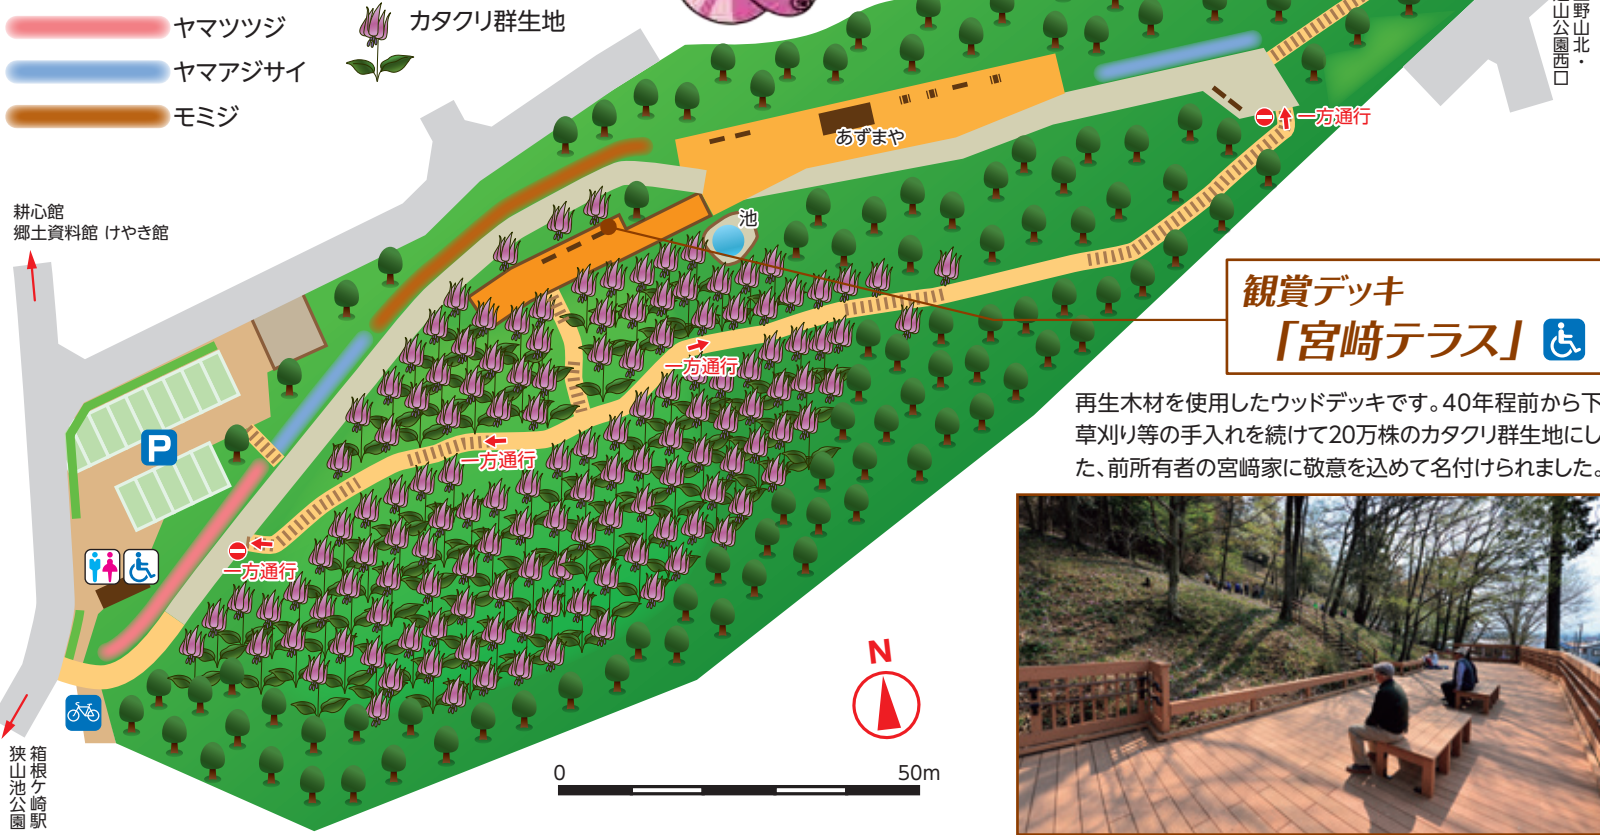 ヤマツツジ
ヤマアジサイ
モミジ
カタクリ群生地
野山北・
山公園西口
一方通行
あずまや
池
耕心館
郷土資料館 けやき館
観賞デッキ
「宮﨑テラス」
再生木材を使用したウッドデッキです。40年程前から下
草刈り等の手入れを続けて20万株のカタクリ群生地にし
た、前所有者の宮﨑家に敬意を込めて名付けられました。
一方通行
一方通行
P
一方通行
N
0 50m
箱根ケ崎駅
狭山池公園